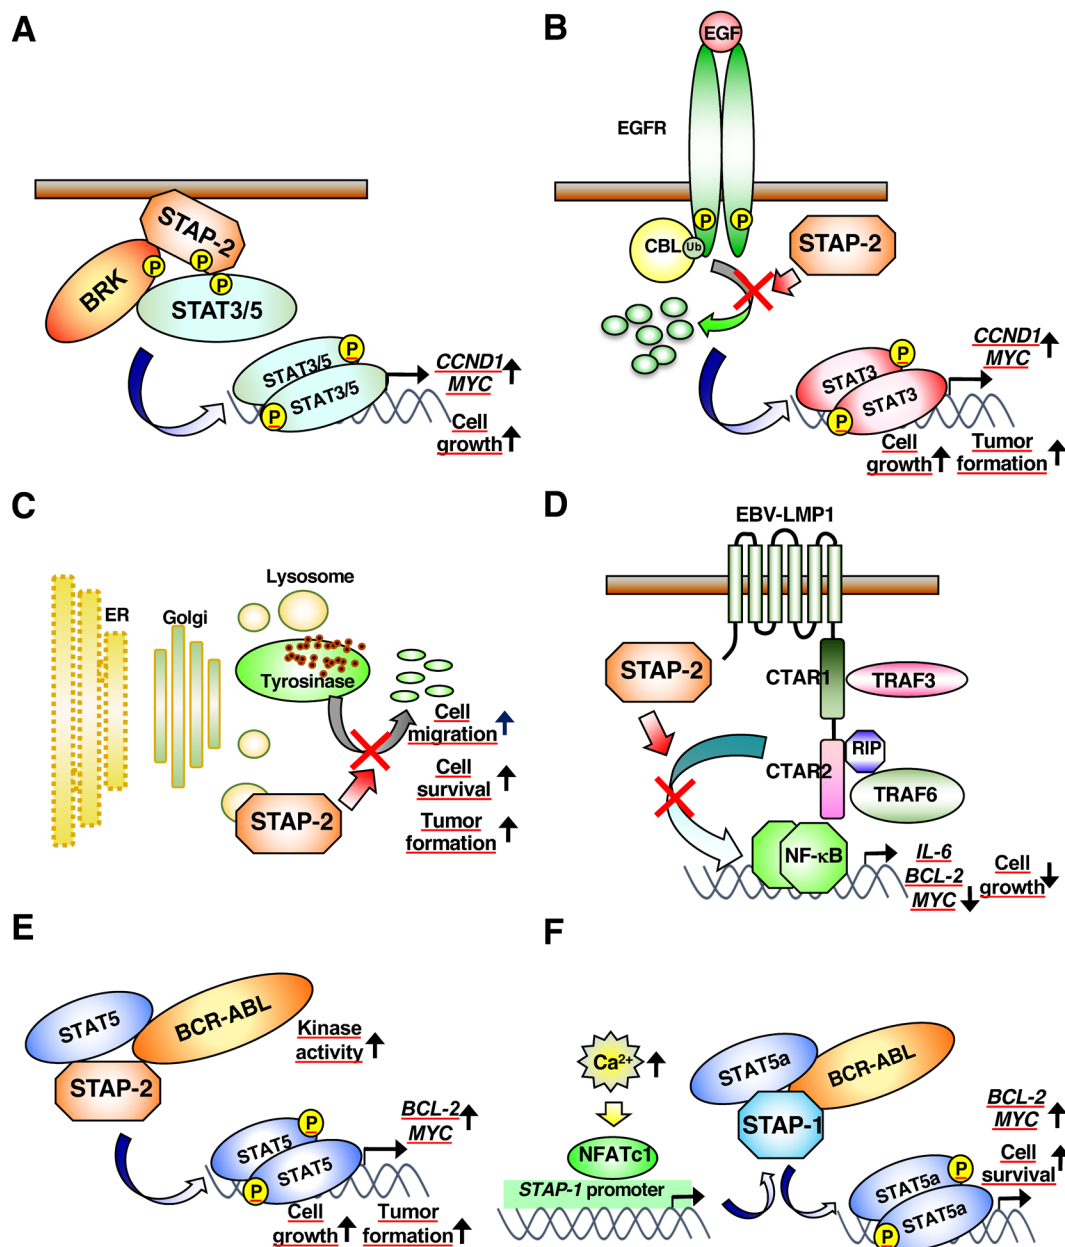 A
STAP-2
P
P
P
BRK
STAT3/5
STAT3/5
P
STAT3/5
P
CCND1
MYC
Cell
growth
B
EGF
EGFR
P
P
CBL
Ub
STAP-2
STAT3
P
STAT3
P
CCND1
MYC
Cell
growth
Tumor
formation
C
ER
Golgi
Lysosome
Tyrosinase
STAP-2
Cell
migration
Cell
survival
Tumor
formation
D
EBV-LMP1
STAP-2
CTAR1
TRAF3
CTAR2
RIP
TRAF6
NF-κB
IL-6
BCL-2
MYC
Cell
growth
E
STAT5
BCR-ABL
STAP-2
Kinase
activity
STAT5
P
STAT5
P
BCL-2
MYC
Cell
growth
Tumor
formation
F
Ca2+
NFATc1
STAP-1 promoter
STAT5a
BCR-ABL
STAP-1
BCL-2
MYC
Cell
survival
STAT5a
P
STAT5a
P